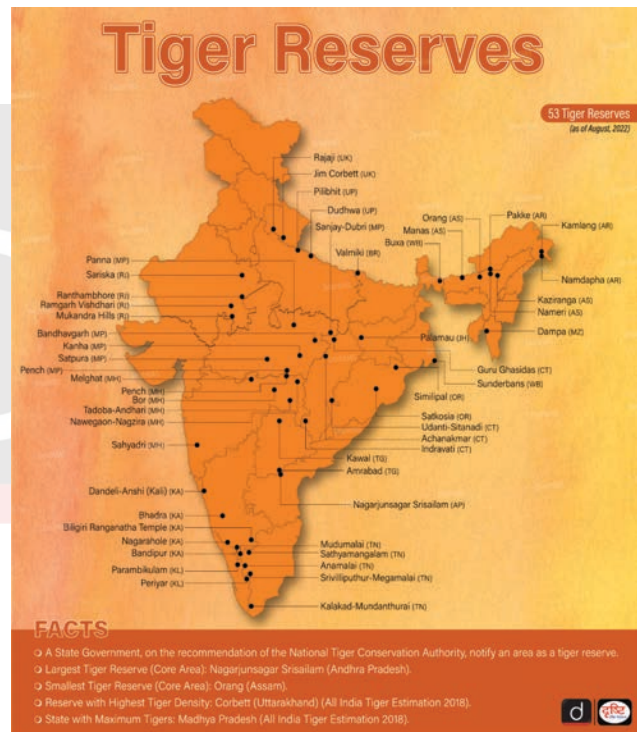 Tiger Reserves
53 Tiger Reserves
(as of August, 2022)
Rajaji (UK)
Jim Corbett (UK)
Pilibhit (UP)
Dudhwa (UP)
Sanjay-Dubri (MP)
Valmiki (BR)
Orang (AS)
Manas (AS)
Buxa (WB)
Pakke (AR)
Kamlang (AR)
Namdapha (AR)
Kaziranga (AS)
Nameri (AS)
Dampa (MZ)
Panna (MP)
Sariska (RJ)
Ranthambhore (RJ)
Ramgarh Vishdhari (RJ)
Mukandra Hills (RJ)
Bandhavgarh (MP)
Kanha (MP)
Satpura (MP)
Pench (MP)
Melghat (MH)
Pench (MH)
Bor (MH)
Tadoba-Andhari (MH)
Nawegaon-Nagzira (MH)
Sahyadri (MH)
Palamau (JH)
Guru Ghasidas (CT)
Sunderbans (WB)
Similipal (OR)
Satkosia (OR)
Udanti-Sitanadi (CT)
Achanakmar (CT)
Indravati (CT)
Kawal (TG)
Amrabad (TG)
Nagarjunsagar Srisailam (AP)
Dandeli-Anshi (Kali) (KA)
Bhadra (KA)
Biligiri Ranganatha Temple (KA)
Nagarahole (KA)
Bandipur (KA)
Parambikulam (KL)
Periyar (KL)
Mudumalai (TN)
Sathyamangalam (TN)
Anamalai (TN)
Srivilliputhur-Megamalai (TN)
Kalakad-Mundanthurai (TN)
FACTS
A State Government, on the recommendation of the National Tiger Conservation Authority, notify an area as a tiger reserve.
Largest Tiger Reserve (Core Area): Nagarjunsagar Srisailam (Andhra Pradesh).
Smallest Tiger Reserve (Core Area): Orang (Assam).
Reserve with Highest Tiger Density: Corbett (Uttarakhand) (All India Tiger Estimation 2018).
State with Maximum Tigers: Madhya Pradesh (All India Tiger Estimation 2018).
d
दृष्टि